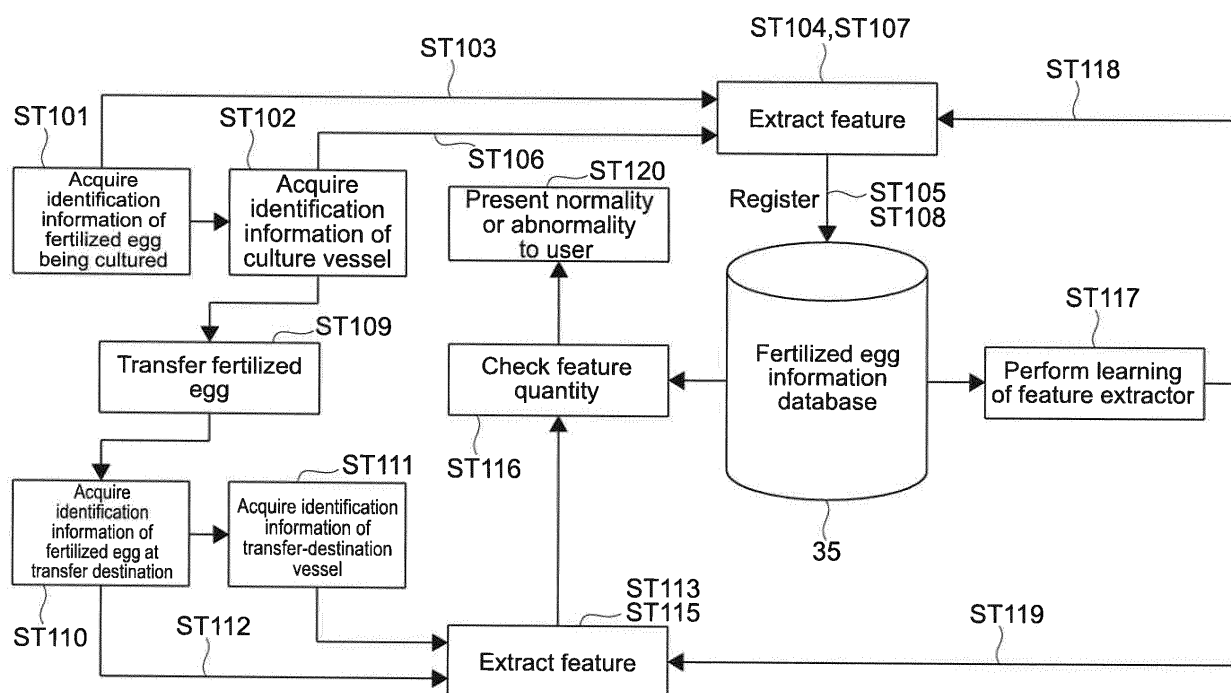 ST104,ST107
ST103
ST118
ST101
ST102
Extract feature
ST106
ST120
Acquire
identification
information of
fertilized egg
being cultured
Acquire
identification
information of
culture vessel
Present normality
or abnormality
to user
Register
ST105
ST108
ST109
ST117
Transfer fertilized
egg
Check feature
quantity
Fertilized egg
information
database
Perform learning
of feature extractor
ST111
ST116
Acquire
identification
information of
fertilized egg at
transfer destination
Acquire identification
information of
transfer-destination
vessel
35
ST113
ST115
ST110
ST112
ST119
Extract feature